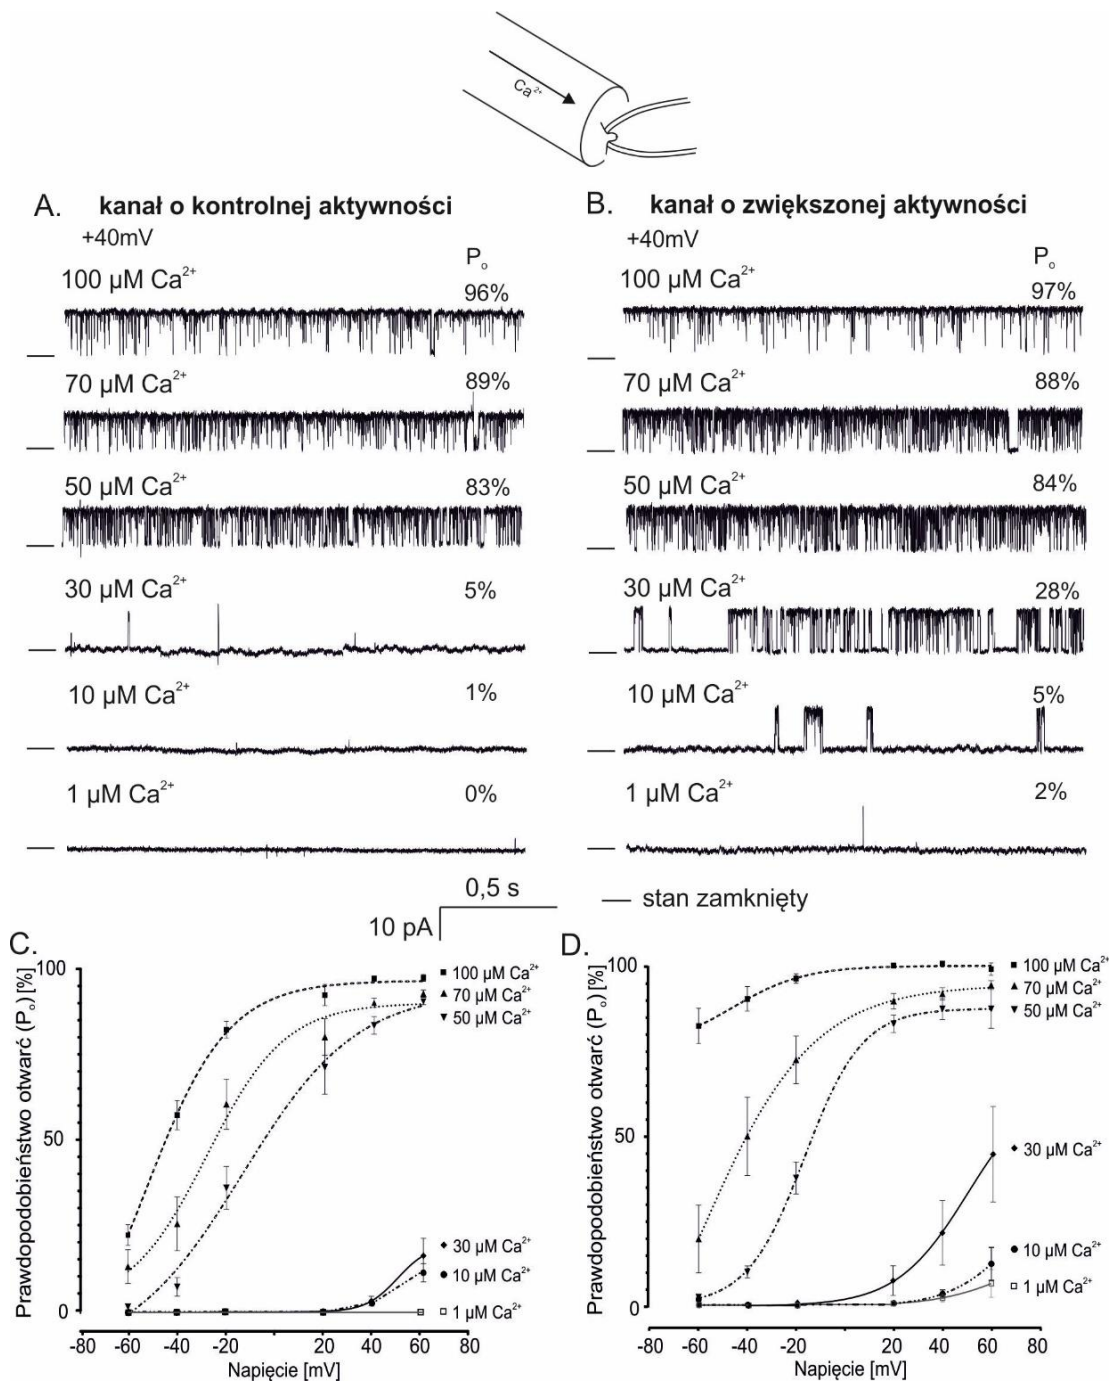 Ca²⁺
A. kanał o kontrolnej aktywności
+40mV
Pₒ
100 µM Ca²⁺
96%
70 µM Ca²⁺
89%
50 µM Ca²⁺
83%
30 µM Ca²⁺
5%
10 µM Ca²⁺
1%
1 µM Ca²⁺
0%
B. kanał o zwiększonej aktywności
+40mV
Pₒ
100 µM Ca²⁺
97%
70 µM Ca²⁺
88%
50 µM Ca²⁺
84%
30 µM Ca²⁺
28%
10 µM Ca²⁺
5%
1 µM Ca²⁺
2%
0,5 s
10 pA
stan zamknięty
C.
Prawdopodobieństwo otwarć (Pₒ) [%]
100
50
0
100 µM Ca²⁺
70 µM Ca²⁺
50 µM Ca²⁺
30 µM Ca²⁺
10 µM Ca²⁺
1 µM Ca²⁺
-80 -60 -40 -20 20 40 60 80
Napięcie [mV]
D.
Prawdopodobieństwo otwarć (Pₒ) [%]
100
50
0
100 µM Ca²⁺
70 µM Ca²⁺
50 µM Ca²⁺
30 µM Ca²⁺
10 µM Ca²⁺
1 µM Ca²⁺
-80 -60 -40 -20 20 40 60 80
Napięcie [mV]